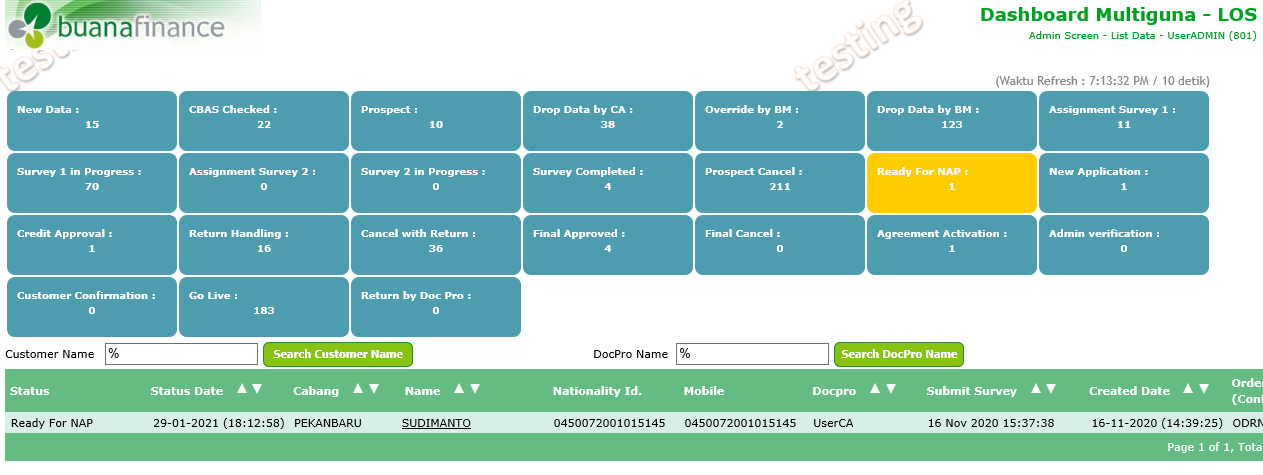 buanafinance
testing
testing
Dashboard Multiguna - LOS
Admin Screen - List Data - UserADMIN (801)
(Waktu Refresh : 7:13:32 PM / 10 detik)
New Data : CBAS Checked : Prospect : Drop Data by CA : Override by BM : Drop Data by BM : Assignment Survey 1 :
15 22 10 38 2 123 11
Survey 1 in Progress : Assignment Survey 2 : Survey 2 in Progress : Survey Completed : Prospect Cancel : Ready For NAP : New Application :
70 0 0 4 211 1 1
Credit Approval : Return Handling : Cancel with Return : Final Approved : Final Cancel : Agreement Activation : Admin verification :
1 16 36 4 0 1 0
Customer Confirmation : Go Live : Return by Doc Pro :
0 183 0
Customer Name % Search Customer Name DocPro Name % Search DocPro Name
Status Status Date ▲▼ Cabang ▲▼ Name ▲▼ Nationality Id. Mobile Docpro ▲▼ Submit Survey ▲▼ Created Date ▲▼ Order
(Conf
Ready For NAP 29-01-2021 (18:12:58) PEKANBARU SUDIMANTO 0450072001015145 0450072001015145 UserCA 16 Nov 2020 15:37:38 16-11-2020 (14:39:25) ODRN
Page 1 of 1, Tota